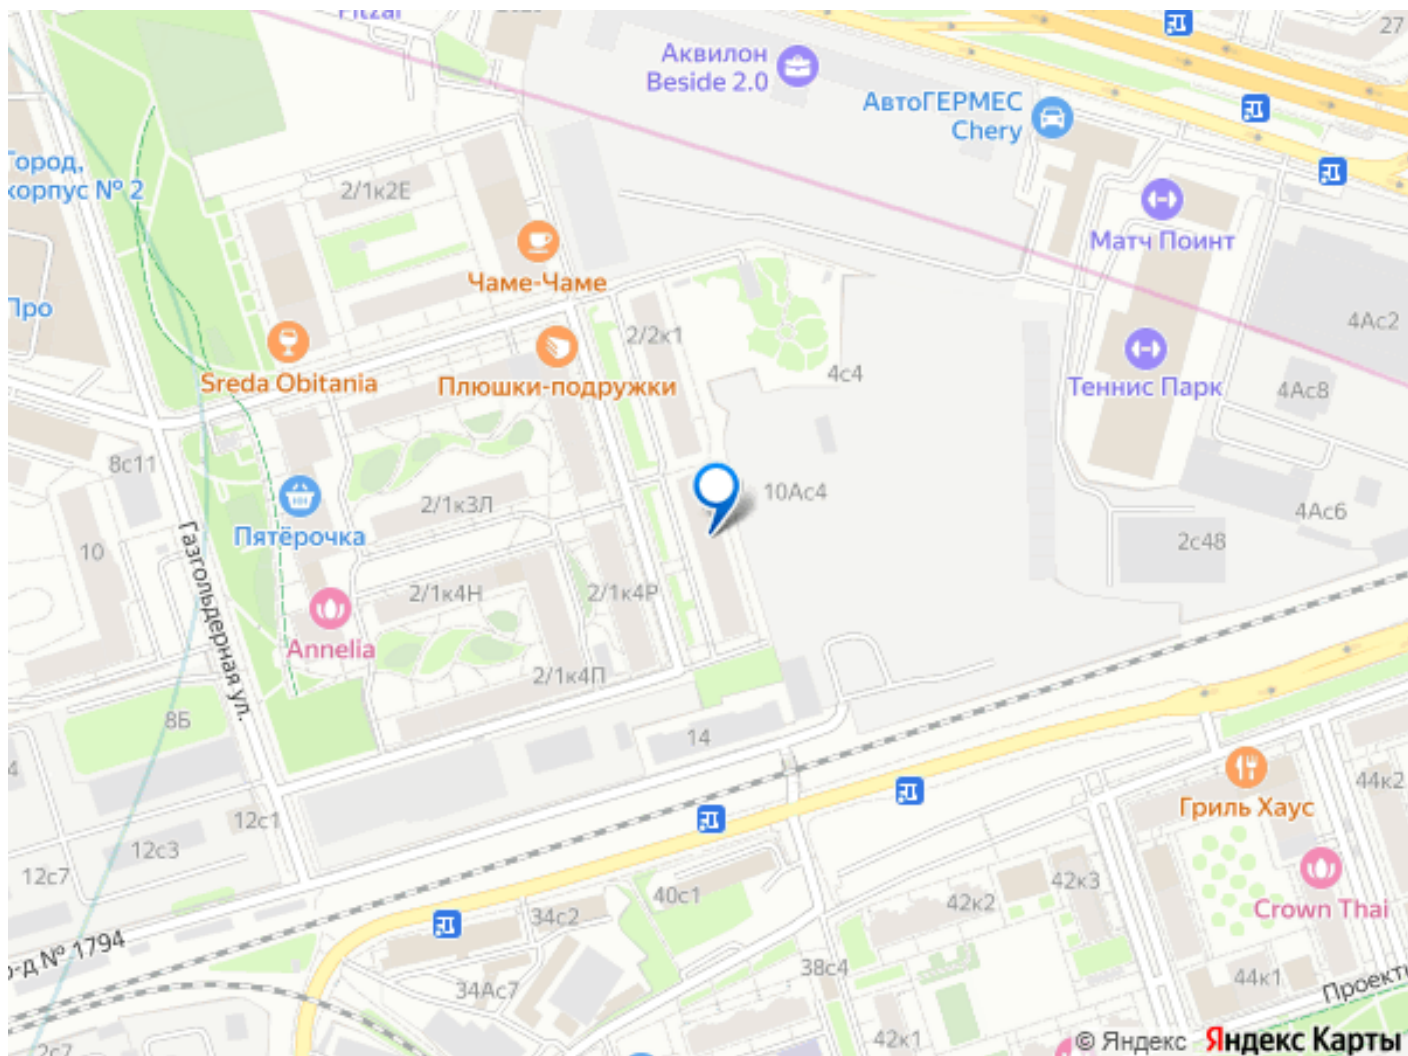 27
Аквилон
Beside 2.0
АвтоГЕРМЕС
Chery
Город,
корпус № 2
2/1к2Е
Матч Поинт
Чаме-Чаме
Про
2/2к1
4Ас2
Sreda Obitania
Плюшки-подружки
4с4
Теннис Парк
4Ас8
8с11
Пятёрочка
2/1к3Л
10Ас4
4Ас6
10
2с48
Газгольдерная ул.
2/1к4Н
2/1к4Р
Annelia
2/1к4П
8Б
14
44к2
Гриль Хаус
12с1
12с3
12с7
42к3
40с1
42к2
34с2
Crown Thai
№ 1794
38с4
34Ас7
44к1
42к1
© Яндекс Яндекс Карты